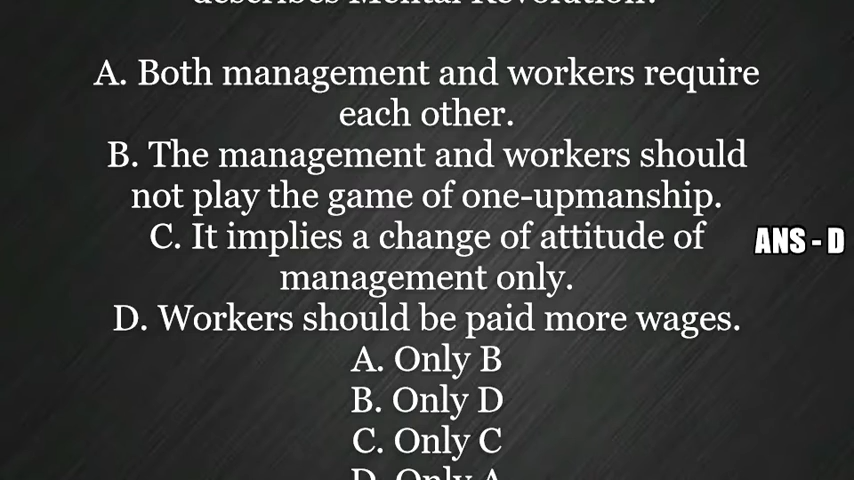 describes Mental Revolution?
A. Both management and workers require
each other.
B. The management and workers should
not play the game of one-upmanship.
C. It implies a change of attitude of
management only.
ANS - D
D. Workers should be paid more wages.
A. Only B
B. Only D
C. Only C
D. Only A